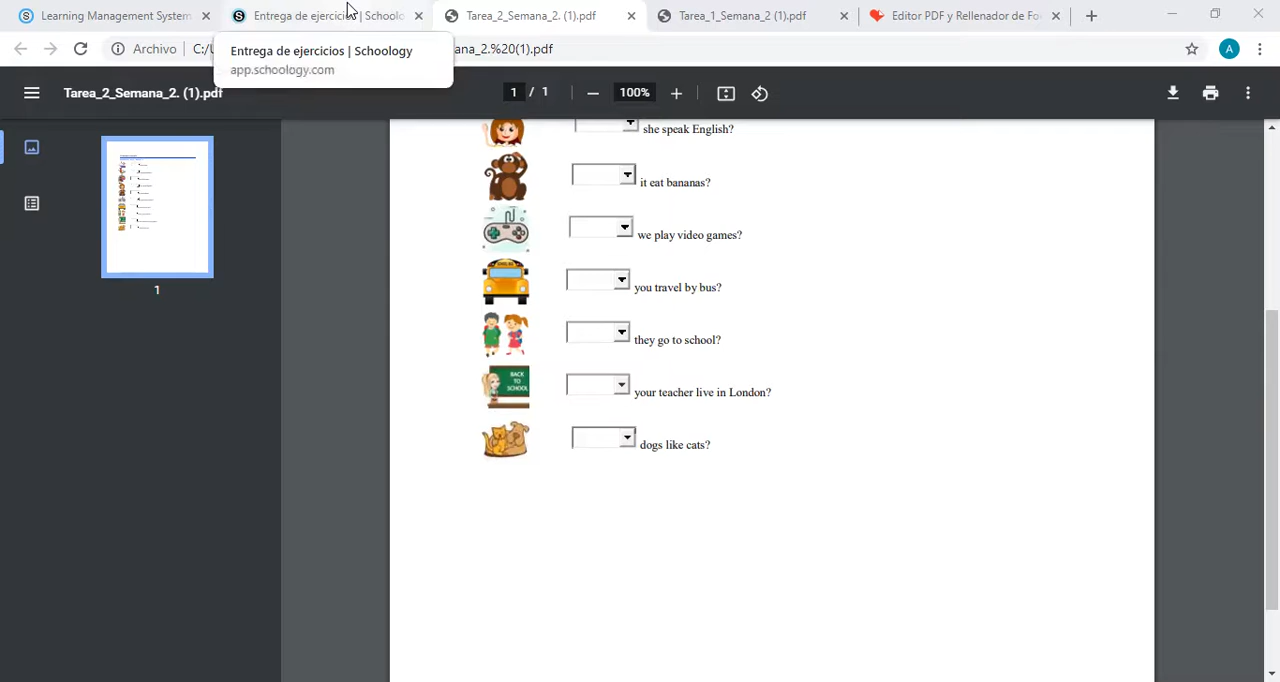 Learning Management System
Entrega de ejercicios | Schoolo
Tarea_2_Semana_2. (1).pdf
Tarea_1_Semana_2 (1).pdf
Editor PDF y Rellenador de Fo
Archivo
C:/
ana_2.%20(1).pdf
A
Entrega de ejercicios | Schoology
app.schoology.com
Tarea_2_Semana_2. (1).pdf
1 / 1
100%
she speak English?
it eat bananas?
we play video games?
SCHOOL BUS
you travel by bus?
1
they go to school?
BACK
TO
SCHOOL
your teacher live in London?
dogs like cats?